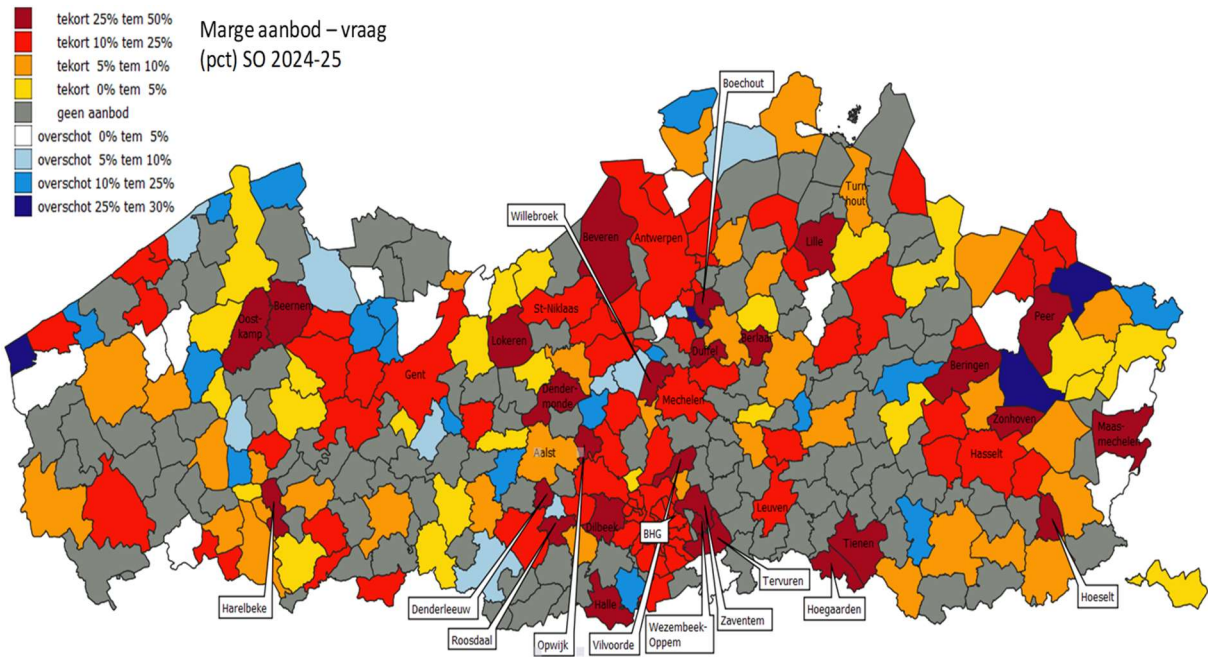 tekort 25% tem 50%
tekort 10% tem 25%
tekort 5% tem 10%
tekort 0% tem 5%
geen aanbod
overschot 0% tem 5%
overschot 5% tem 10%
overschot 10% tem 25%
overschot 25% tem 30%
Marge aanbod – vraag
(pct) SO 2024-25
Boechout
Willebroek
Turn-
hout
Beveren
Antwerpen
Lille
Beernem
Oost-
kamp
St-Niklaas
Lokeren
Peer
Duffel
Berlaar
Gent
Dender-
monde
Mechelen
Beringen
Zonhoven
Maas-
mechelen
Aalst
Hasselt
Leuven
Dilbeek
BHG
Tienen
Tervuren
Halle
Harelbeke
Denderleeuw
Roosdaal
Opwijk
Vilvoorde
Wezembeek-
Oppem
Zaventem
Hoegaarden
Hoeselt